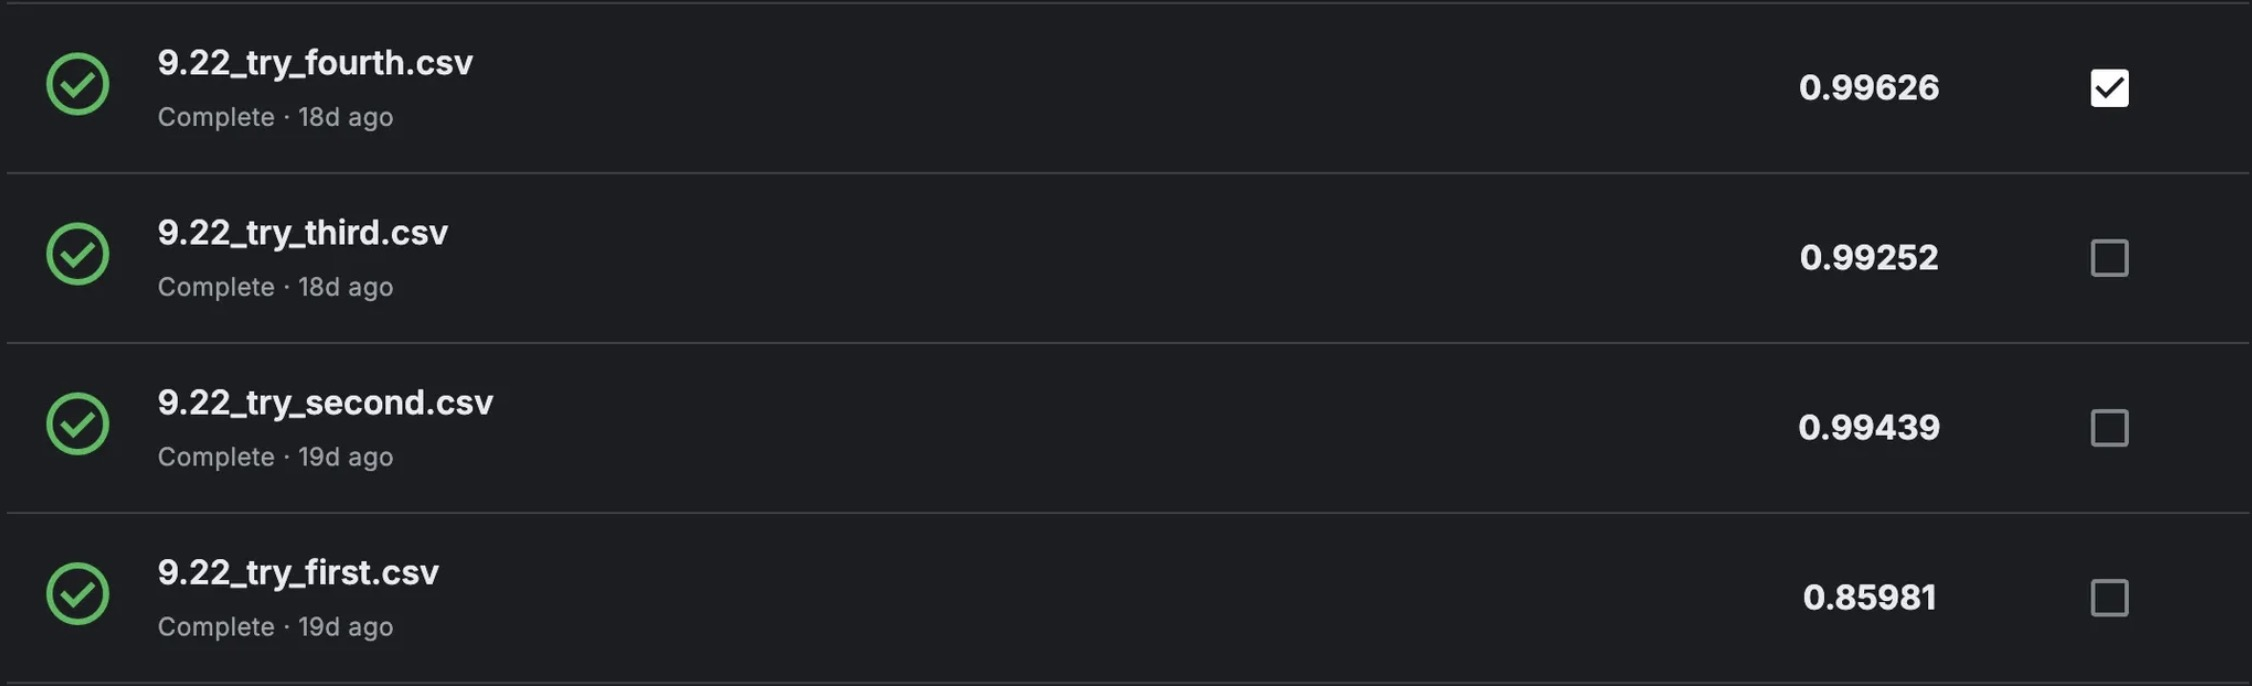 9.22_try_fourth.csv
Complete · 18d ago
0.99626
9.22_try_third.csv
Complete · 18d ago
0.99252
9.22_try_second.csv
Complete · 19d ago
0.99439
9.22_try_first.csv
Complete · 19d ago
0.85981